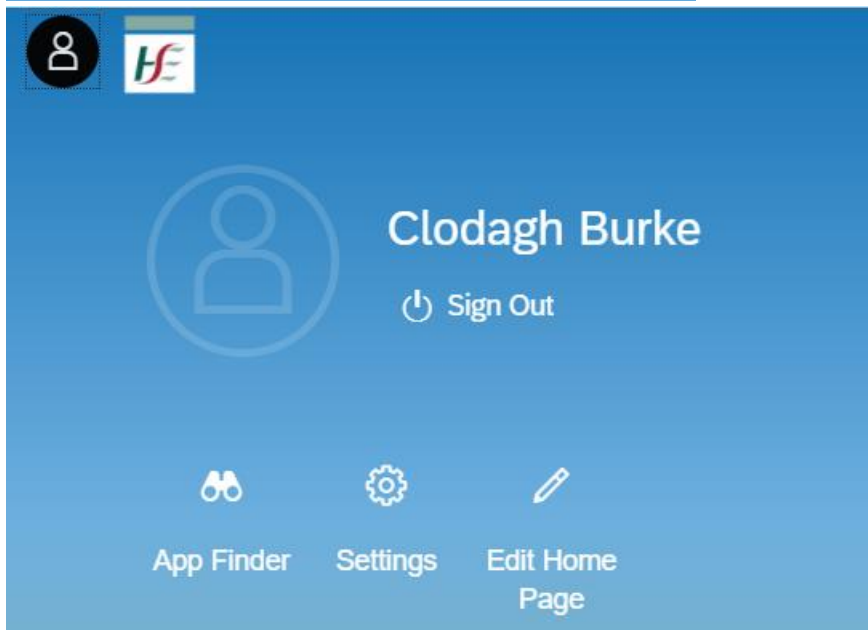 HSE
Clodagh Burke
Sign Out
App Finder Settings Edit Home
Page